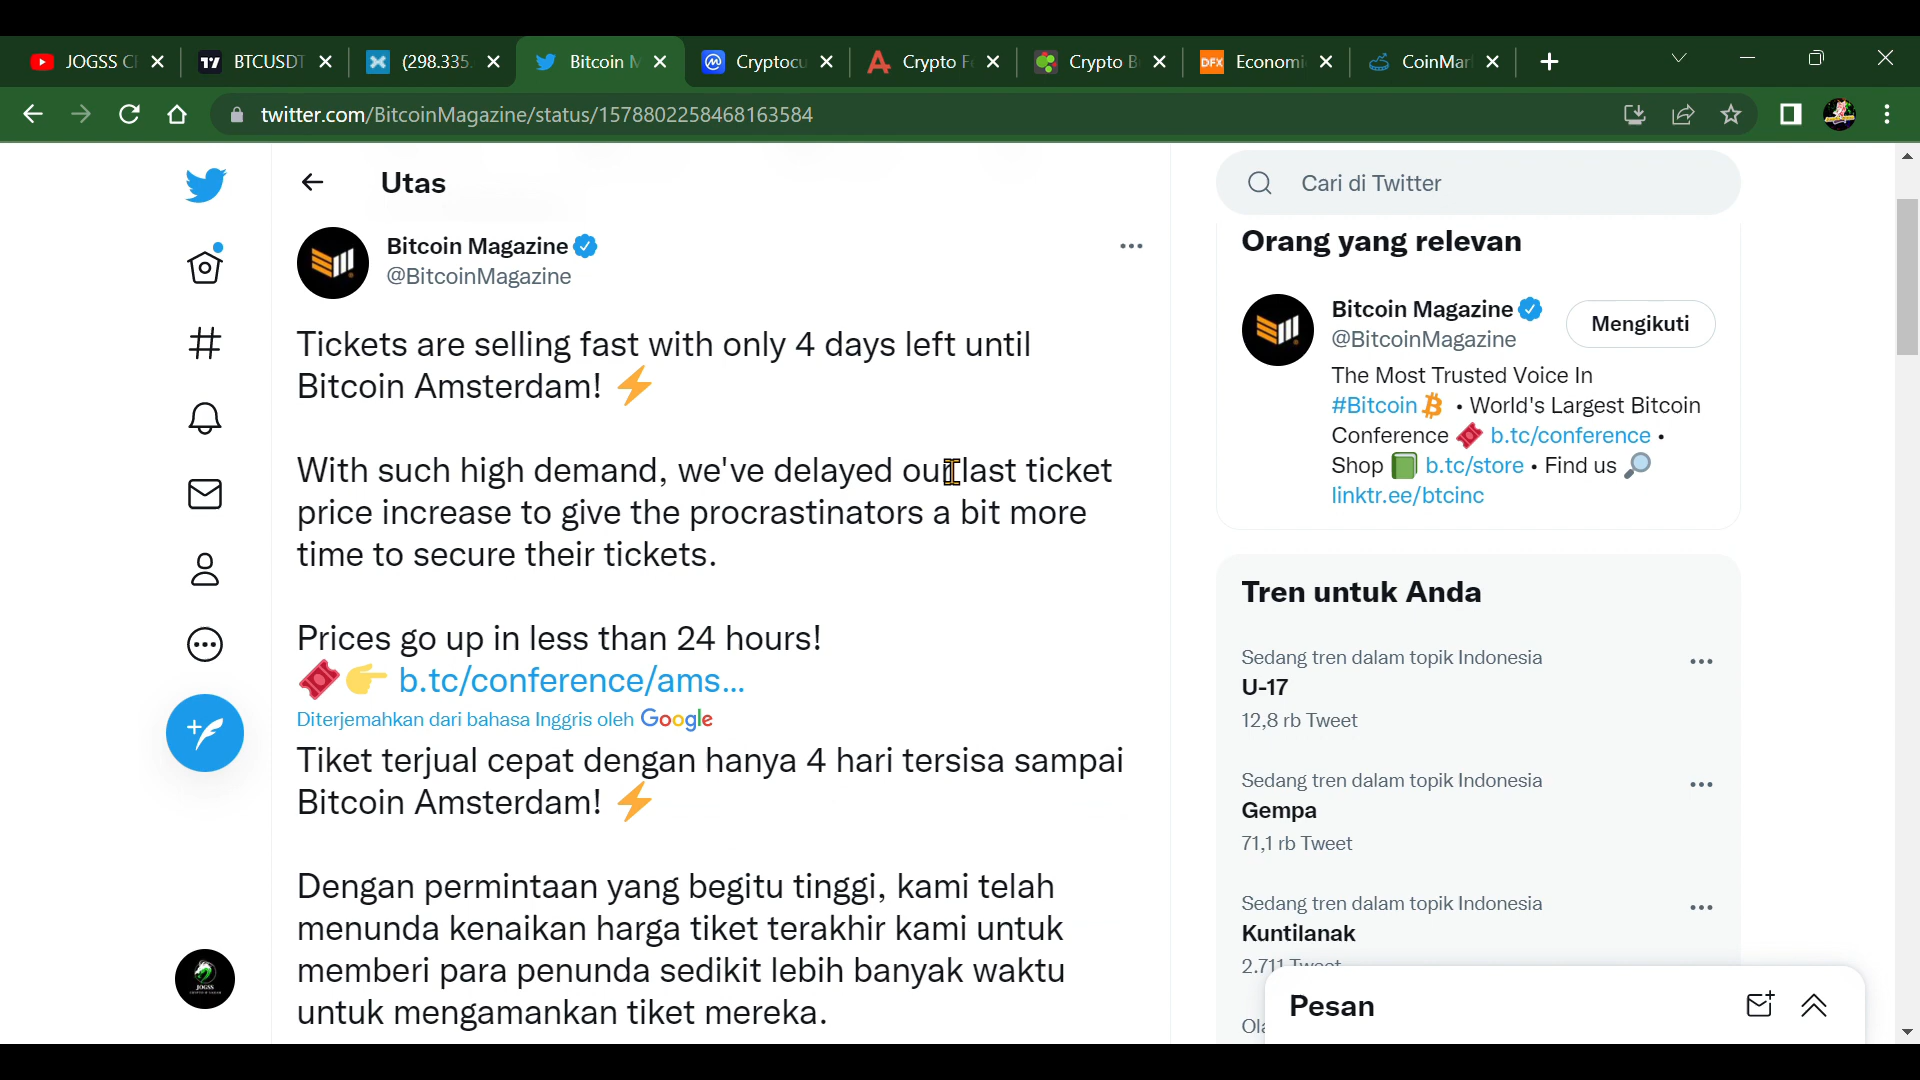 JOGSS C
BTCUSDT
(298.335.
Bitcoin M
Cryptocu
Crypto F
Crypto B
Economi
CoinMar
twitter.com/BitcoinMagazine/status/1578802258468163584
Utas
Bitcoin Magazine
@BitcoinMagazine
Tickets are selling fast with only 4 days left until
Bitcoin Amsterdam! ⚡
With such high demand, we've delayed our last ticket
price increase to give the procrastinators a bit more
time to secure their tickets.
Prices go up in less than 24 hours!
🎟️👉 b.tc/conference/ams...
Diterjemahkan dari bahasa Inggris oleh Google
Tiket terjual cepat dengan hanya 4 hari tersisa sampai
Bitcoin Amsterdam! ⚡
Dengan permintaan yang begitu tinggi, kami telah
menunda kenaikan harga tiket terakhir kami untuk
memberi para penunda sedikit lebih banyak waktu
untuk mengamankan tiket mereka.
Cari di Twitter
Orang yang relevan
Bitcoin Magazine
@BitcoinMagazine
Mengikuti
The Most Trusted Voice In
#Bitcoin • World's Largest Bitcoin
Conference 🎟️ b.tc/conference •
Shop 📗 b.tc/store • Find us 🔎
linktr.ee/btcinc
Tren untuk Anda
Sedang tren dalam topik Indonesia
U-17
12,8 rb Tweet
Sedang tren dalam topik Indonesia
Gempa
71,1 rb Tweet
Sedang tren dalam topik Indonesia
Kuntilanak
2.711 Tweet
Pesan
JOGSS